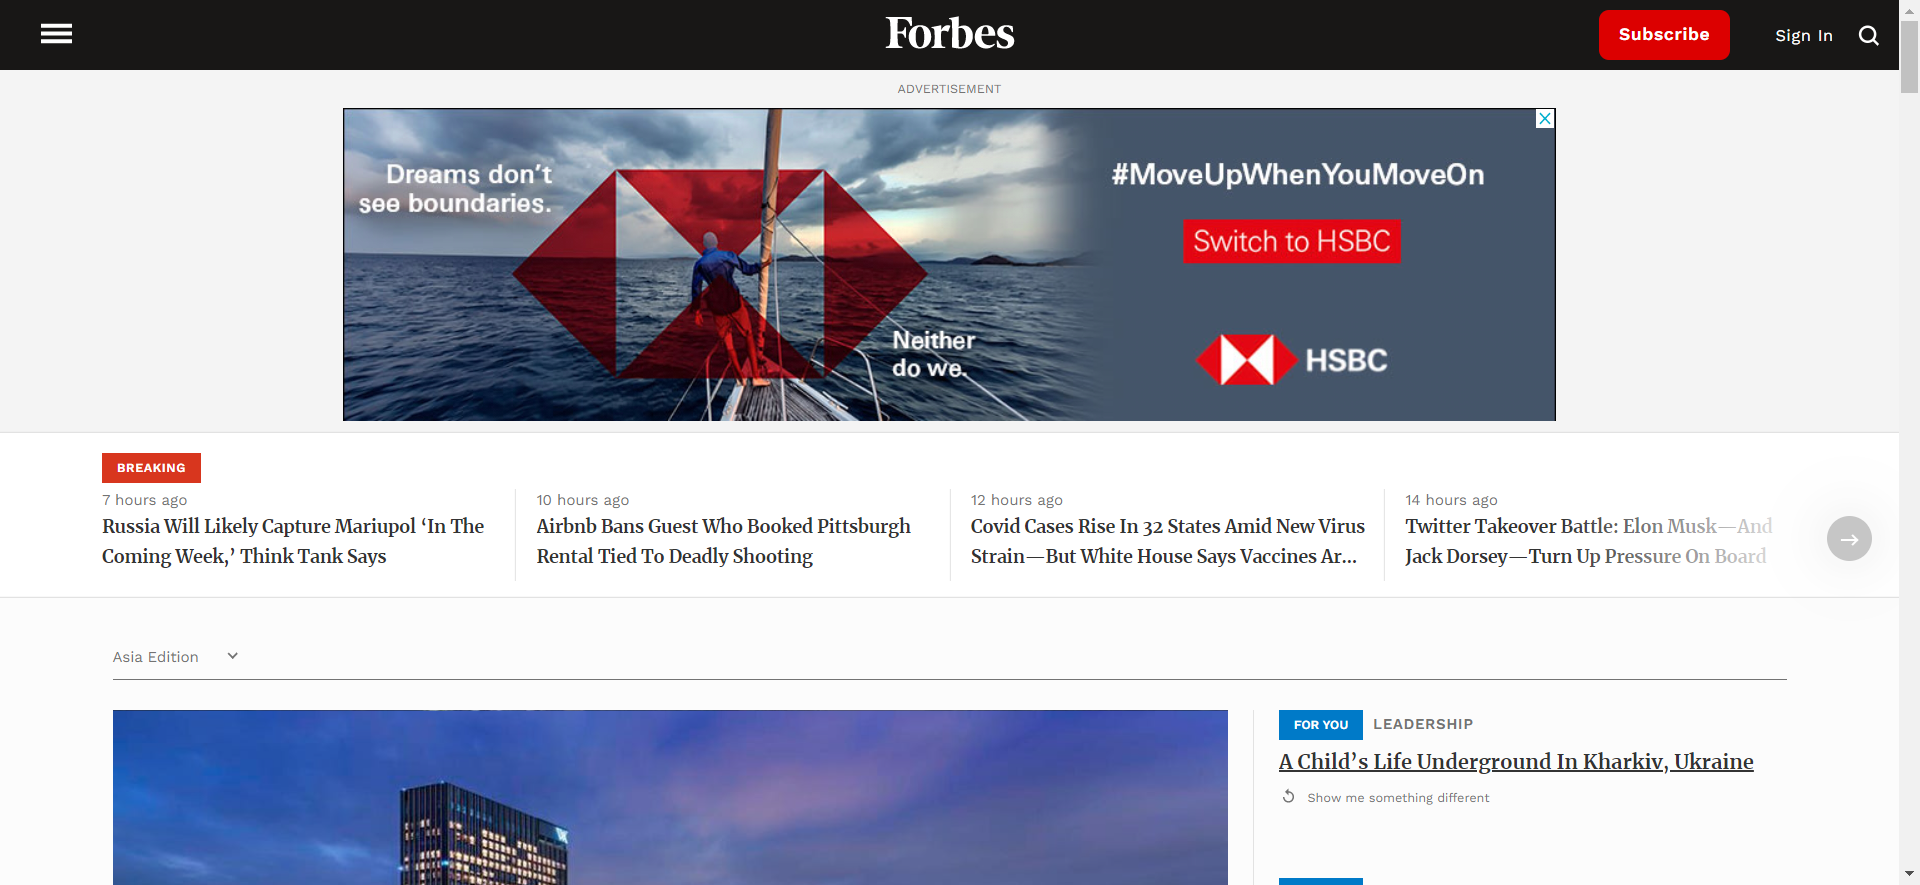 Forbes
Subscribe
Sign In
ADVERTISEMENT
Dreams don't
see boundaries.
Neither
do we.
#MoveUpWhenYouMoveOn
Switch to HSBC
HSBC
BREAKING
7 hours ago
Russia Will Likely Capture Mariupol ‘In The
Coming Week,’ Think Tank Says
10 hours ago
Airbnb Bans Guest Who Booked Pittsburgh
Rental Tied To Deadly Shooting
12 hours ago
Covid Cases Rise In 32 States Amid New Virus
Strain—But White House Says Vaccines Ar...
14 hours ago
Twitter Takeover Battle: Elon Musk—And
Jack Dorsey—Turn Up Pressure On Board
Asia Edition
FOR YOU LEADERSHIP
A Child’s Life Underground In Kharkiv, Ukraine
Show me something different